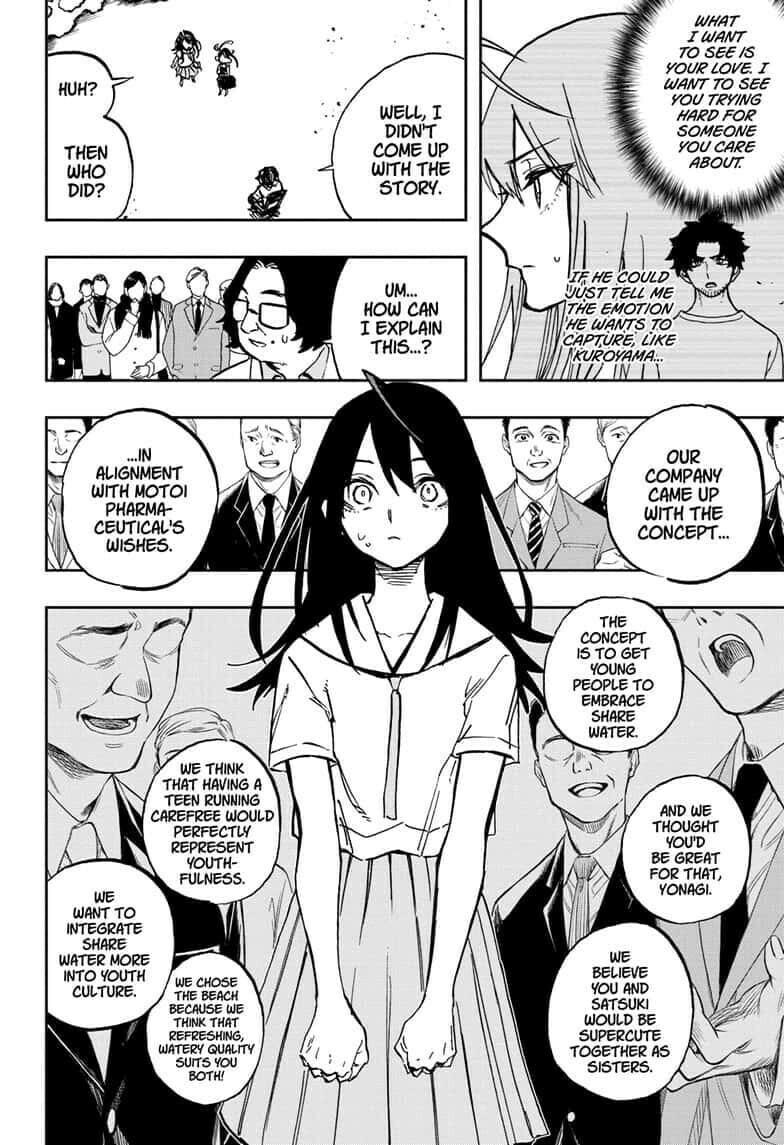 WHAT
I WANT
TO SEE IS
YOUR LOVE. I
WANT TO SEE
YOU TRYING
HARD FOR
SOMEONE
YOU CARE
ABOUT.
IF HE COULD
JUST TELL ME
THE EMOTION
HE WANTS TO
CAPTURE, LIKE
KUROYAMA...
WELL, I
DIDN'T
COME UP
WITH THE
STORY.
HUH?
THEN
WHO
DID?
UM...
HOW CAN
I EXPLAIN
THIS...?
OUR
COMPANY
CAME UP
WITH THE
CONCEPT...
...IN
ALIGNMENT
WITH MOTOI
PHARMA-
CEUTICAL'S
WISHES.
THE
CONCEPT
IS TO GET
YOUNG
PEOPLE TO
EMBRACE
SHARE
WATER.
AND WE
THOUGHT
YOU'D
BE GREAT
FOR THAT,
YONAGI.
WE
BELIEVE
YOU AND
SATSUKI
WOULD BE
SUPERCUTE
TOGETHER AS
SISTERS.
WE THINK
THAT HAVING A
TEEN RUNNING
CAREFREE WOULD
PERFECTLY
REPRESENT
YOUTH-
FULNESS.
WE CHOSE
THE BEACH
BECAUSE WE
THINK THAT
REFRESHING,
WATERY QUALITY
SUITS YOU
BOTH!
WE
WANT TO
INTEGRATE
SHARE
WATER MORE
INTO YOUTH
CULTURE.